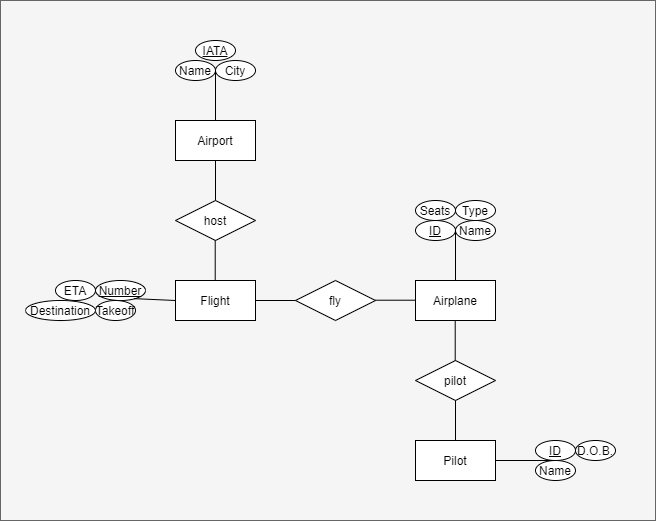 IATA
Name City
Airport
host
Seats Type
ID Name
ETA Number
Destination Takeoff
Flight
fly
Airplane
pilot
Pilot
ID D.O.B.
Name